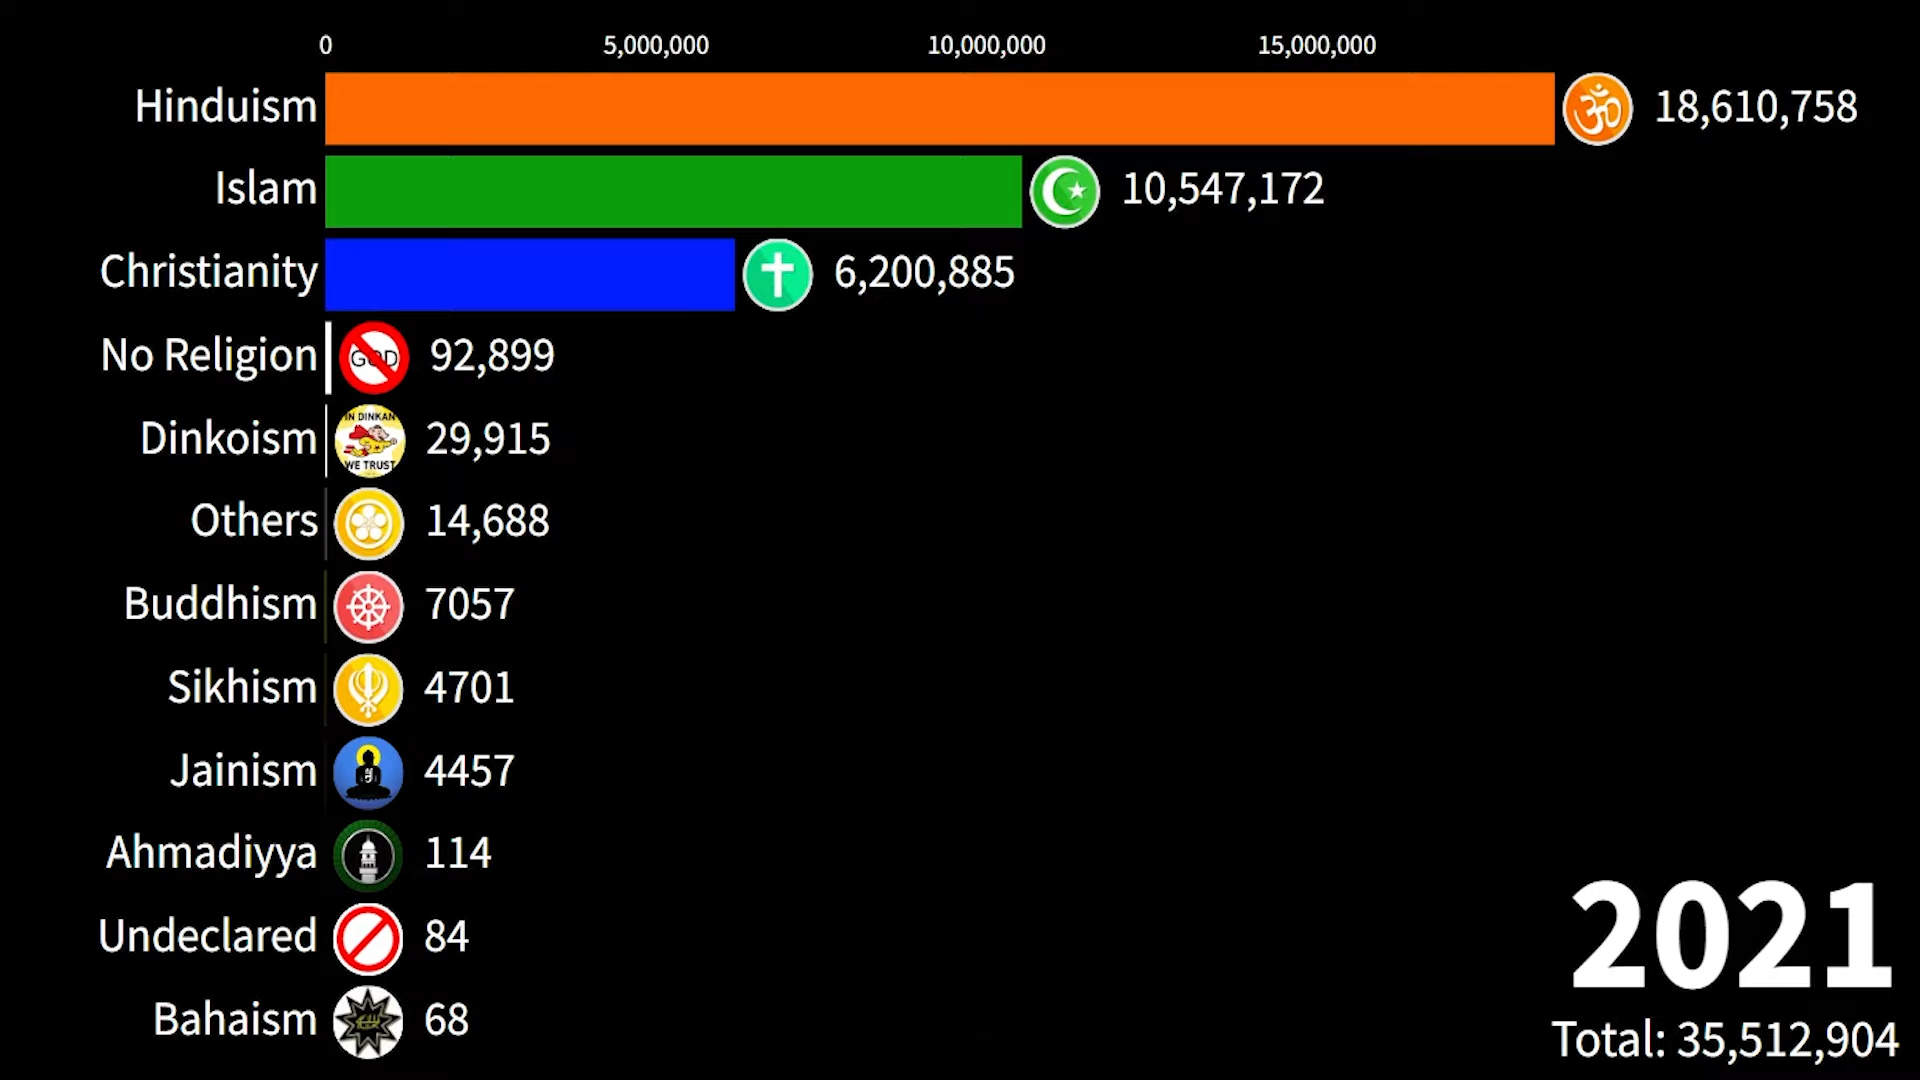 0 5,000,000 10,000,000 15,000,000
Hinduism 18,610,758
Islam 10,547,172
Christianity 6,200,885
No Religion GOD 92,899
IN DINKAN
Dinkoism 29,915
WE TRUST
Others 14,688
Buddhism 7057
Sikhism 4701
Jainism 4457
Ahmadiyya 114
Undeclared 84
Bahaism 68
2021
Total: 35,512,904